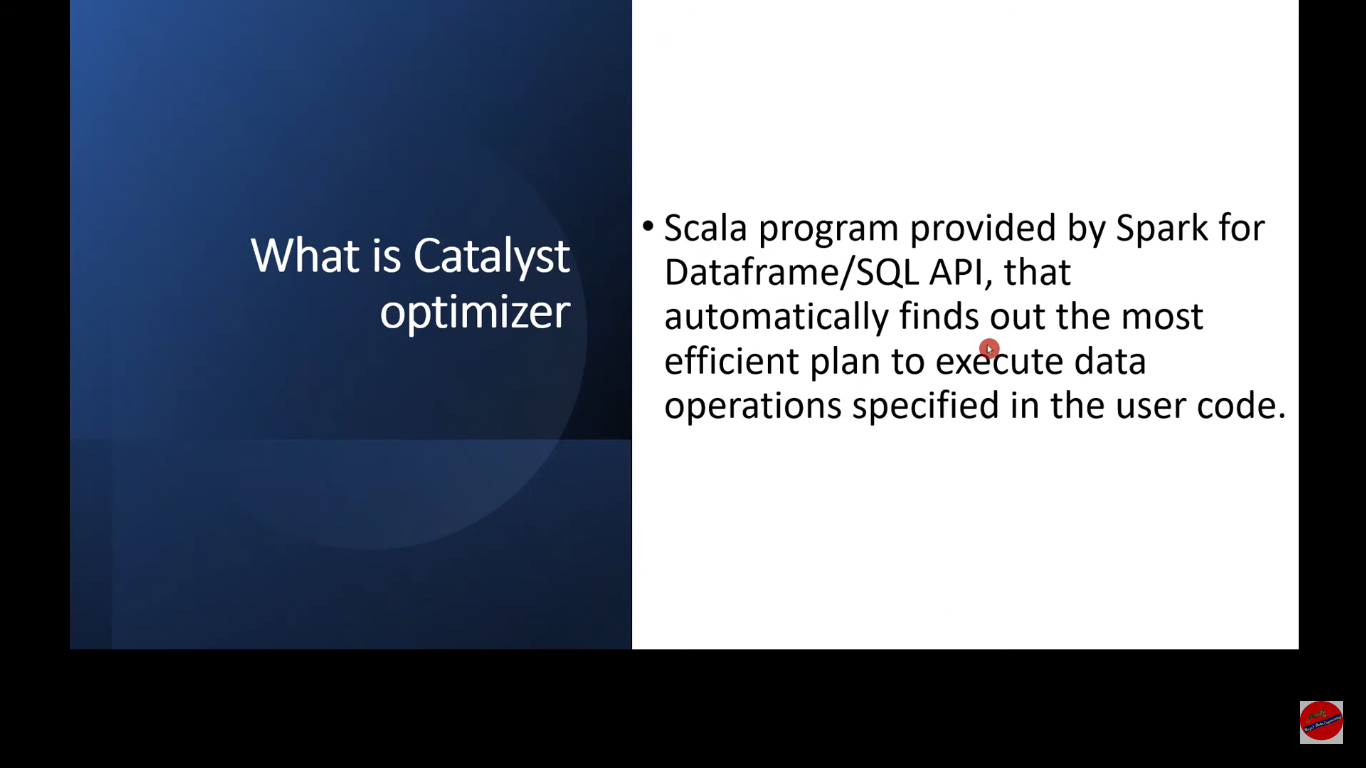 What is Catalyst
optimizer
• Scala program provided by Spark for
Dataframe/SQL API, that
automatically finds out the most
efficient plan to execute data
operations specified in the user code.